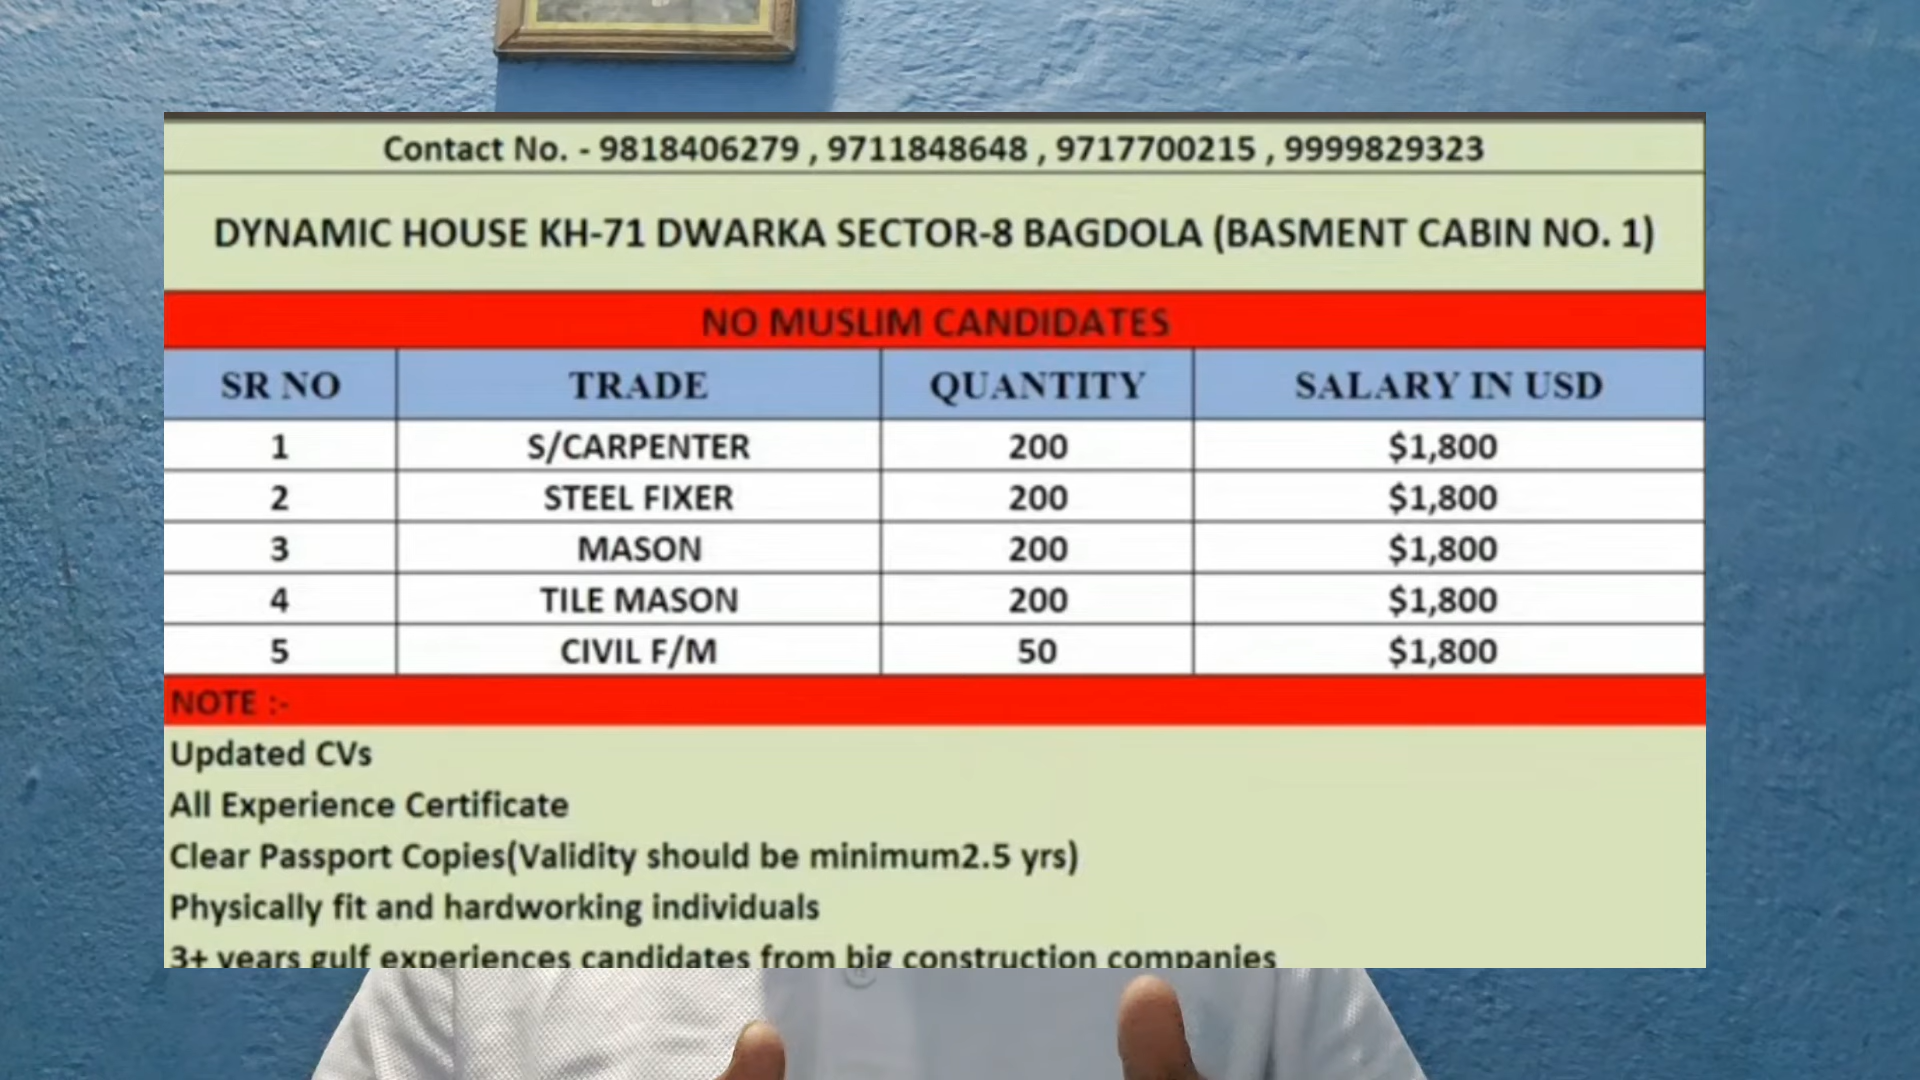 Contact No. - 9818406279 , 9711848648 , 9717700215 , 9999829323
DYNAMIC HOUSE KH-71 DWARKA SECTOR-8 BAGDOLA (BASMENT CABIN NO. 1)
NO MUSLIM CANDIDATES
SR NO TRADE QUANTITY SALARY IN USD
1 S/CARPENTER 200 $1,800
2 STEEL FIXER 200 $1,800
3 MASON 200 $1,800
4 TILE MASON 200 $1,800
5 CIVIL F/M 50 $1,800
NOTE :-
Updated CVs
All Experience Certificate
Clear Passport Copies(Validity should be minimum2.5 yrs)
Physically fit and hardworking individuals
3+ years gulf experiences candidates from big construction companies